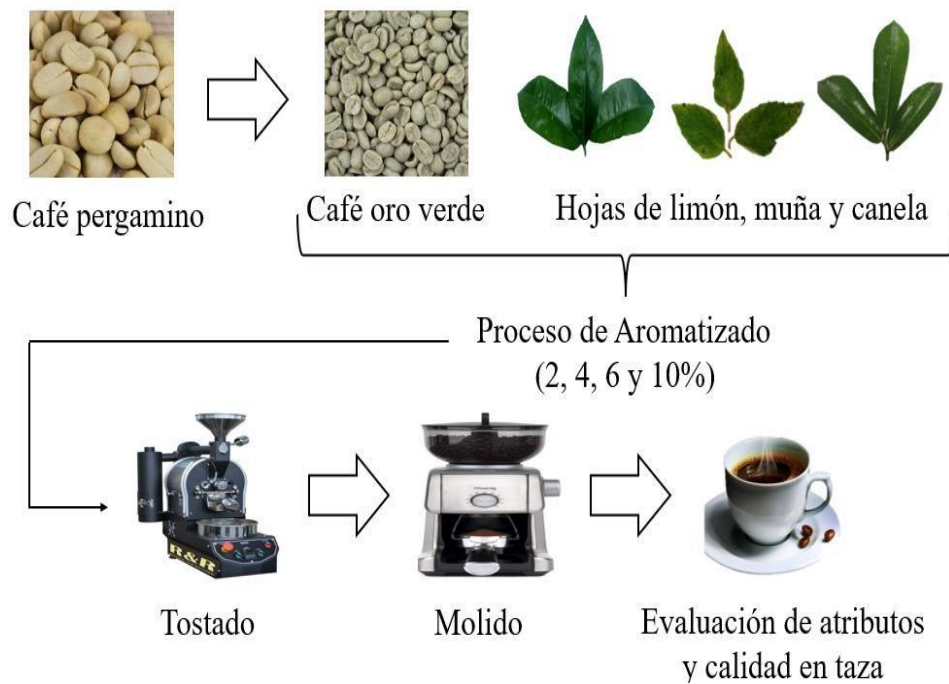 Café pergamino
Café oro verde
Hojas de limón, muña y canela
Proceso de Aromatizado
(2, 4, 6 y 10%)
R&R
Tostado
Molido
Evaluación de atributos
y calidad en taza